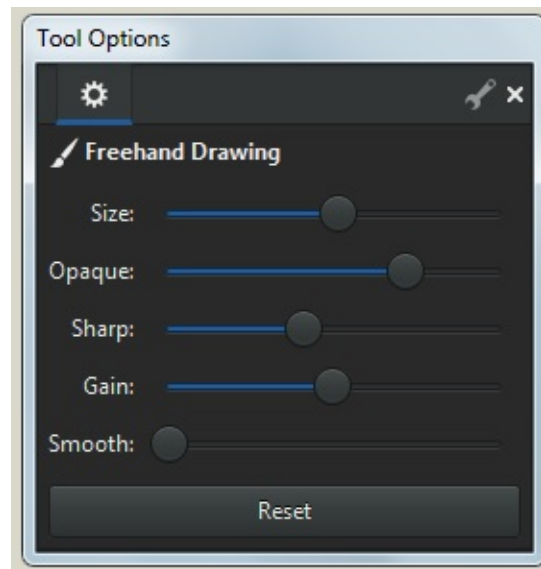 Tool Options
Freehand Drawing
Size:
Opaque:
Sharp:
Gain:
Smooth:
Reset